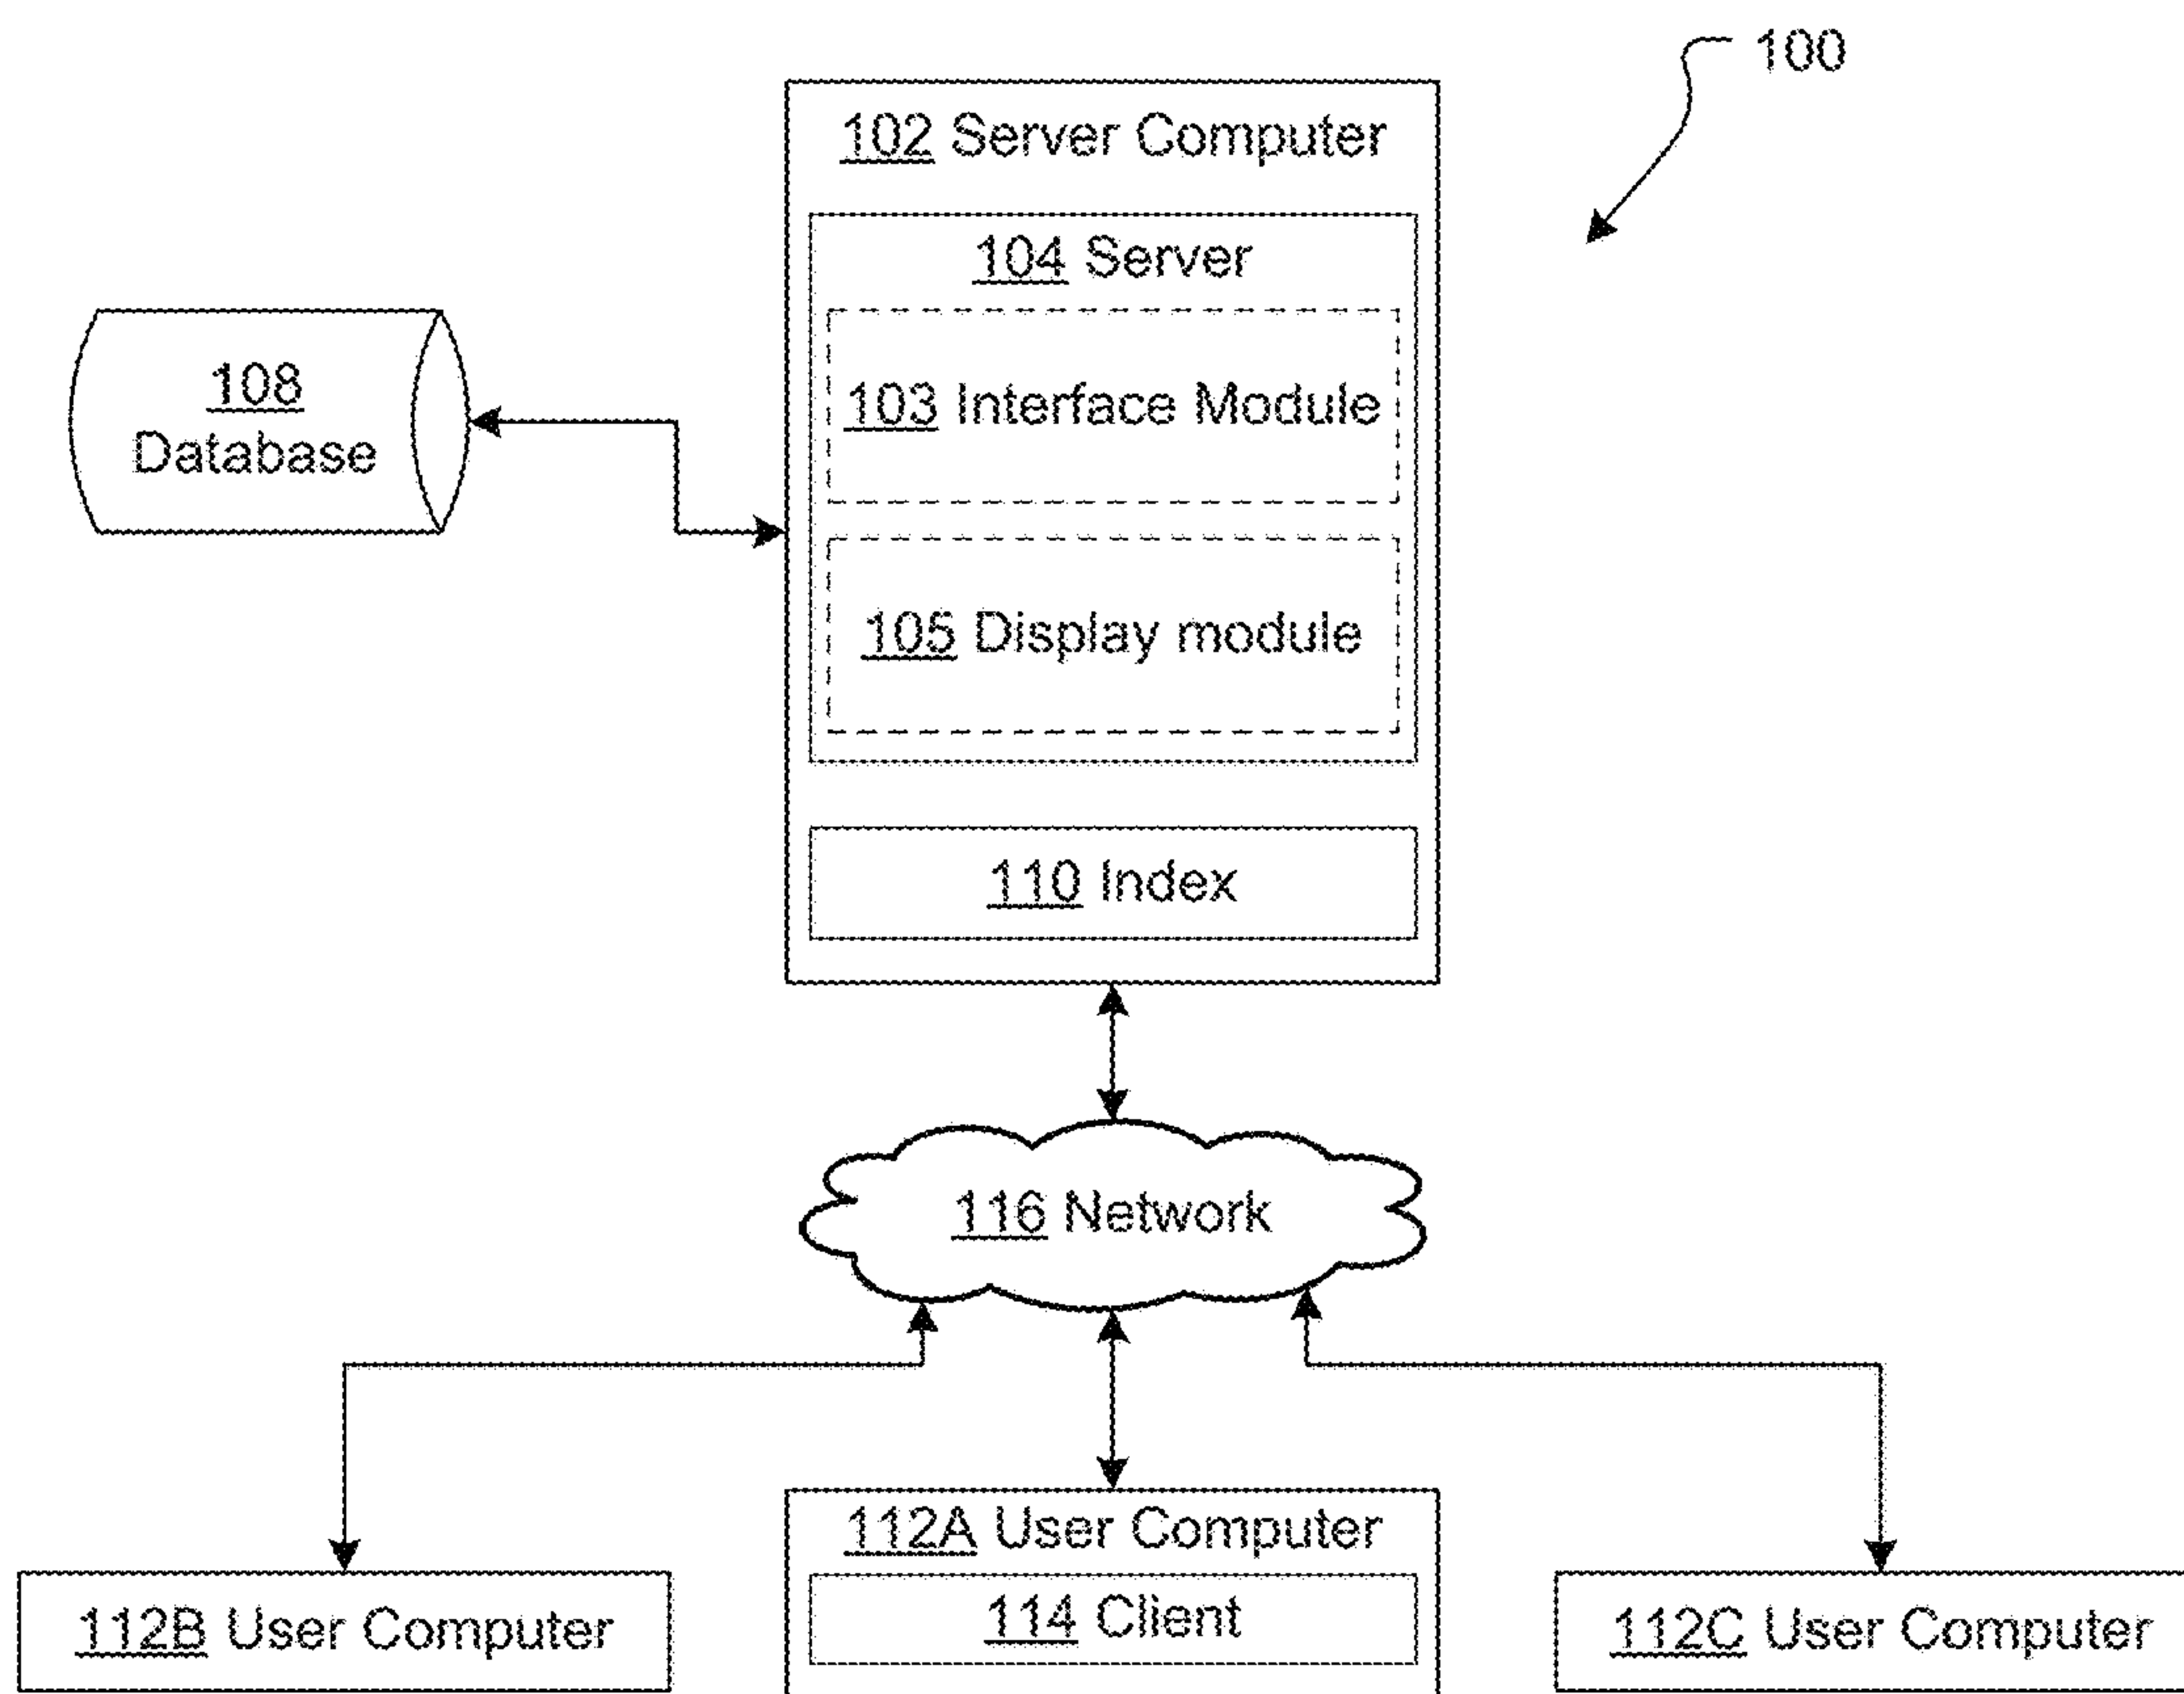 100
102 Server Computer
104 Server
103 Interface Module
108
Database
105 Display module
110 Index
116 Network
112A User Computer
114 Client
112B User Computer
112C User Computer